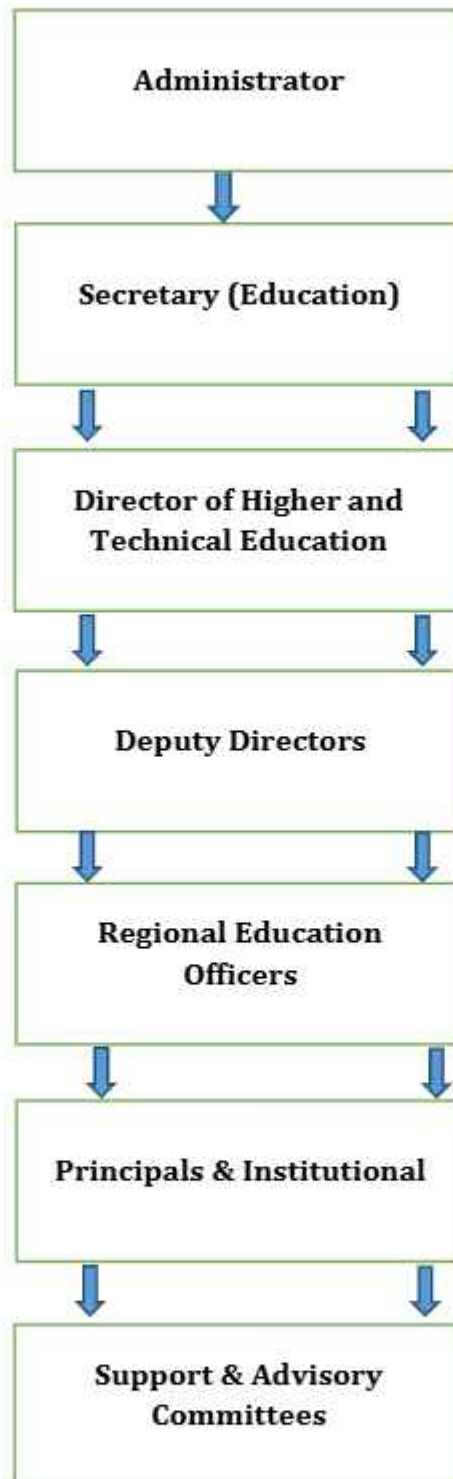 Administrator
Secretary (Education)
Director of Higher and
Technical Education
Deputy Directors
Regional Education
Officers
Principals & Institutional
Support & Advisory
Committees